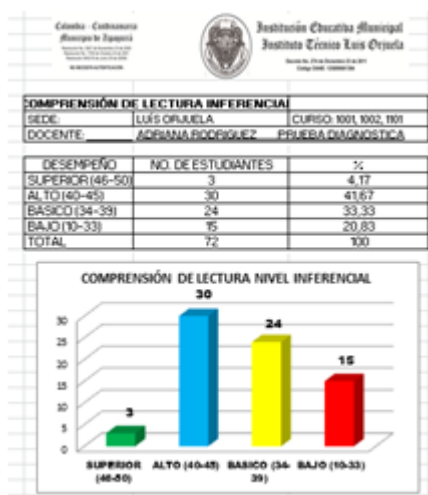 Colombia - Cundinamarca
Municipio de Zipaquirá
Institución Educativa Municipal
Instituto Técnico Luis Orjuela
COMPRENSIÓN DE LECTURA INFERENCIAL
SEDE: LUÍS ORJUELA CURSO: 1001, 1002, 1101
DOCENTE: ADRIANA RODRIGUEZ PRUEBA DIAGNOSTICA
DESEMPEÑO NO. DE ESTUDIANTES %
SUPERIOR (46-50) 3 4,17
ALTO (40-45) 30 41,67
BASICO (34-39) 24 33,33
BAJO (10-33) 15 20,83
TOTAL 72 100
COMPRENSIÓN DE LECTURA NIVEL INFERENCIAL
30
24
15
3
30
25
20
15
10
5
0
SUPERIOR ALTO (40-45) BASICO (34- BAJO (10-33)
(46-50) 39)